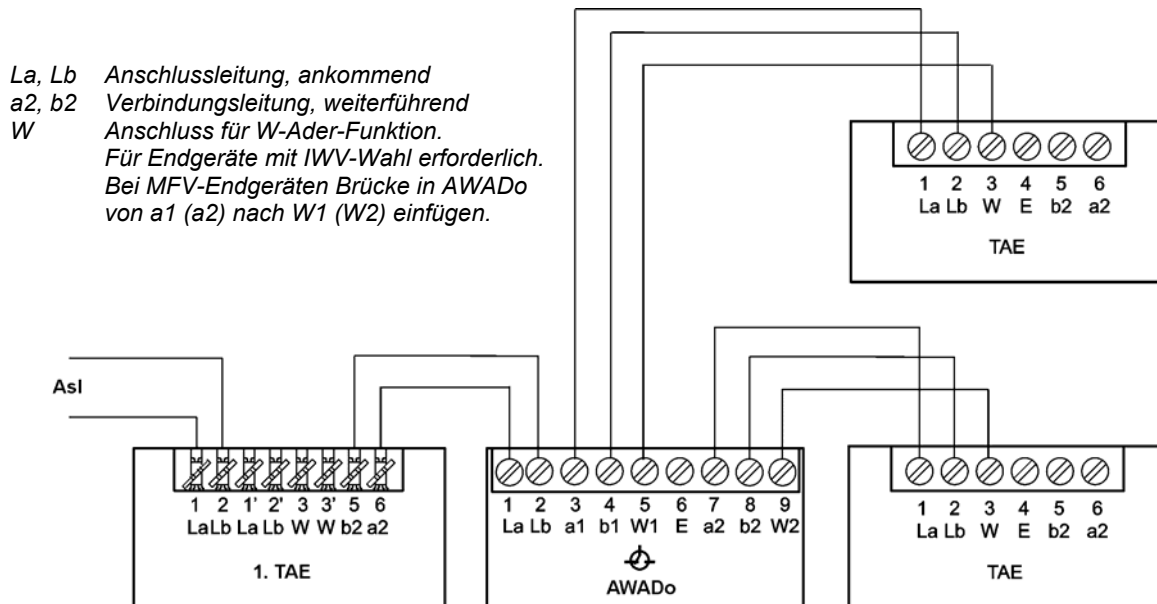 La, Lb Anschlussleitung, ankommend
a2, b2 Verbindungsleitung, weiterführend
W Anschluss für W-Ader-Funktion.
Für Endgeräte mit IWV-Wahl erforderlich.
Bei MFV-Endgeräten Brücke in AWADo
von a1 (a2) nach W1 (W2) einfügen.
1 2 3 4 5 6
La Lb W E b2 a2
TAE
Asl
1 2 1' 2' 3 3' 5 6
La Lb La Lb W W b2 a2
1. TAE
1 2 3 4 5 6 7 8 9
La Lb a1 b1 W1 E a2 b2 W2
AWADo
1 2 3 4 5 6
La Lb W E b2 a2
TAE